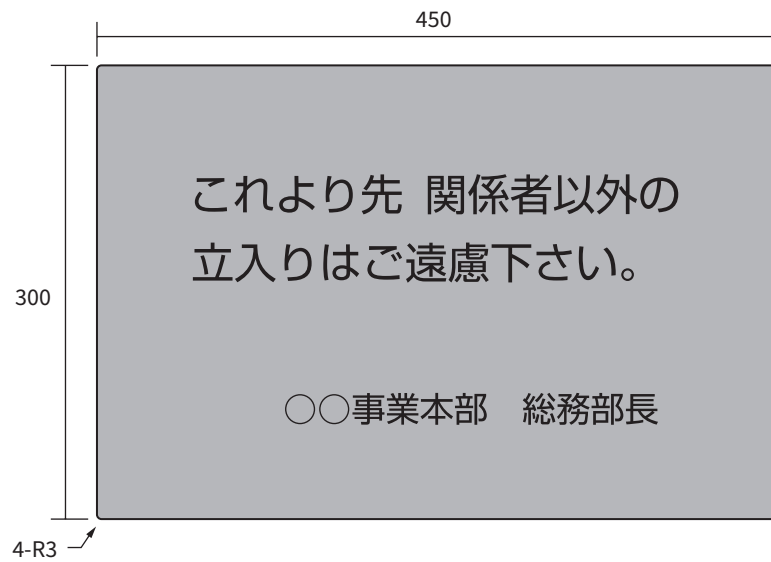 450
これより先 関係者以外の
立入りはご遠慮下さい。
300
○○事業本部　総務部長
4-R3